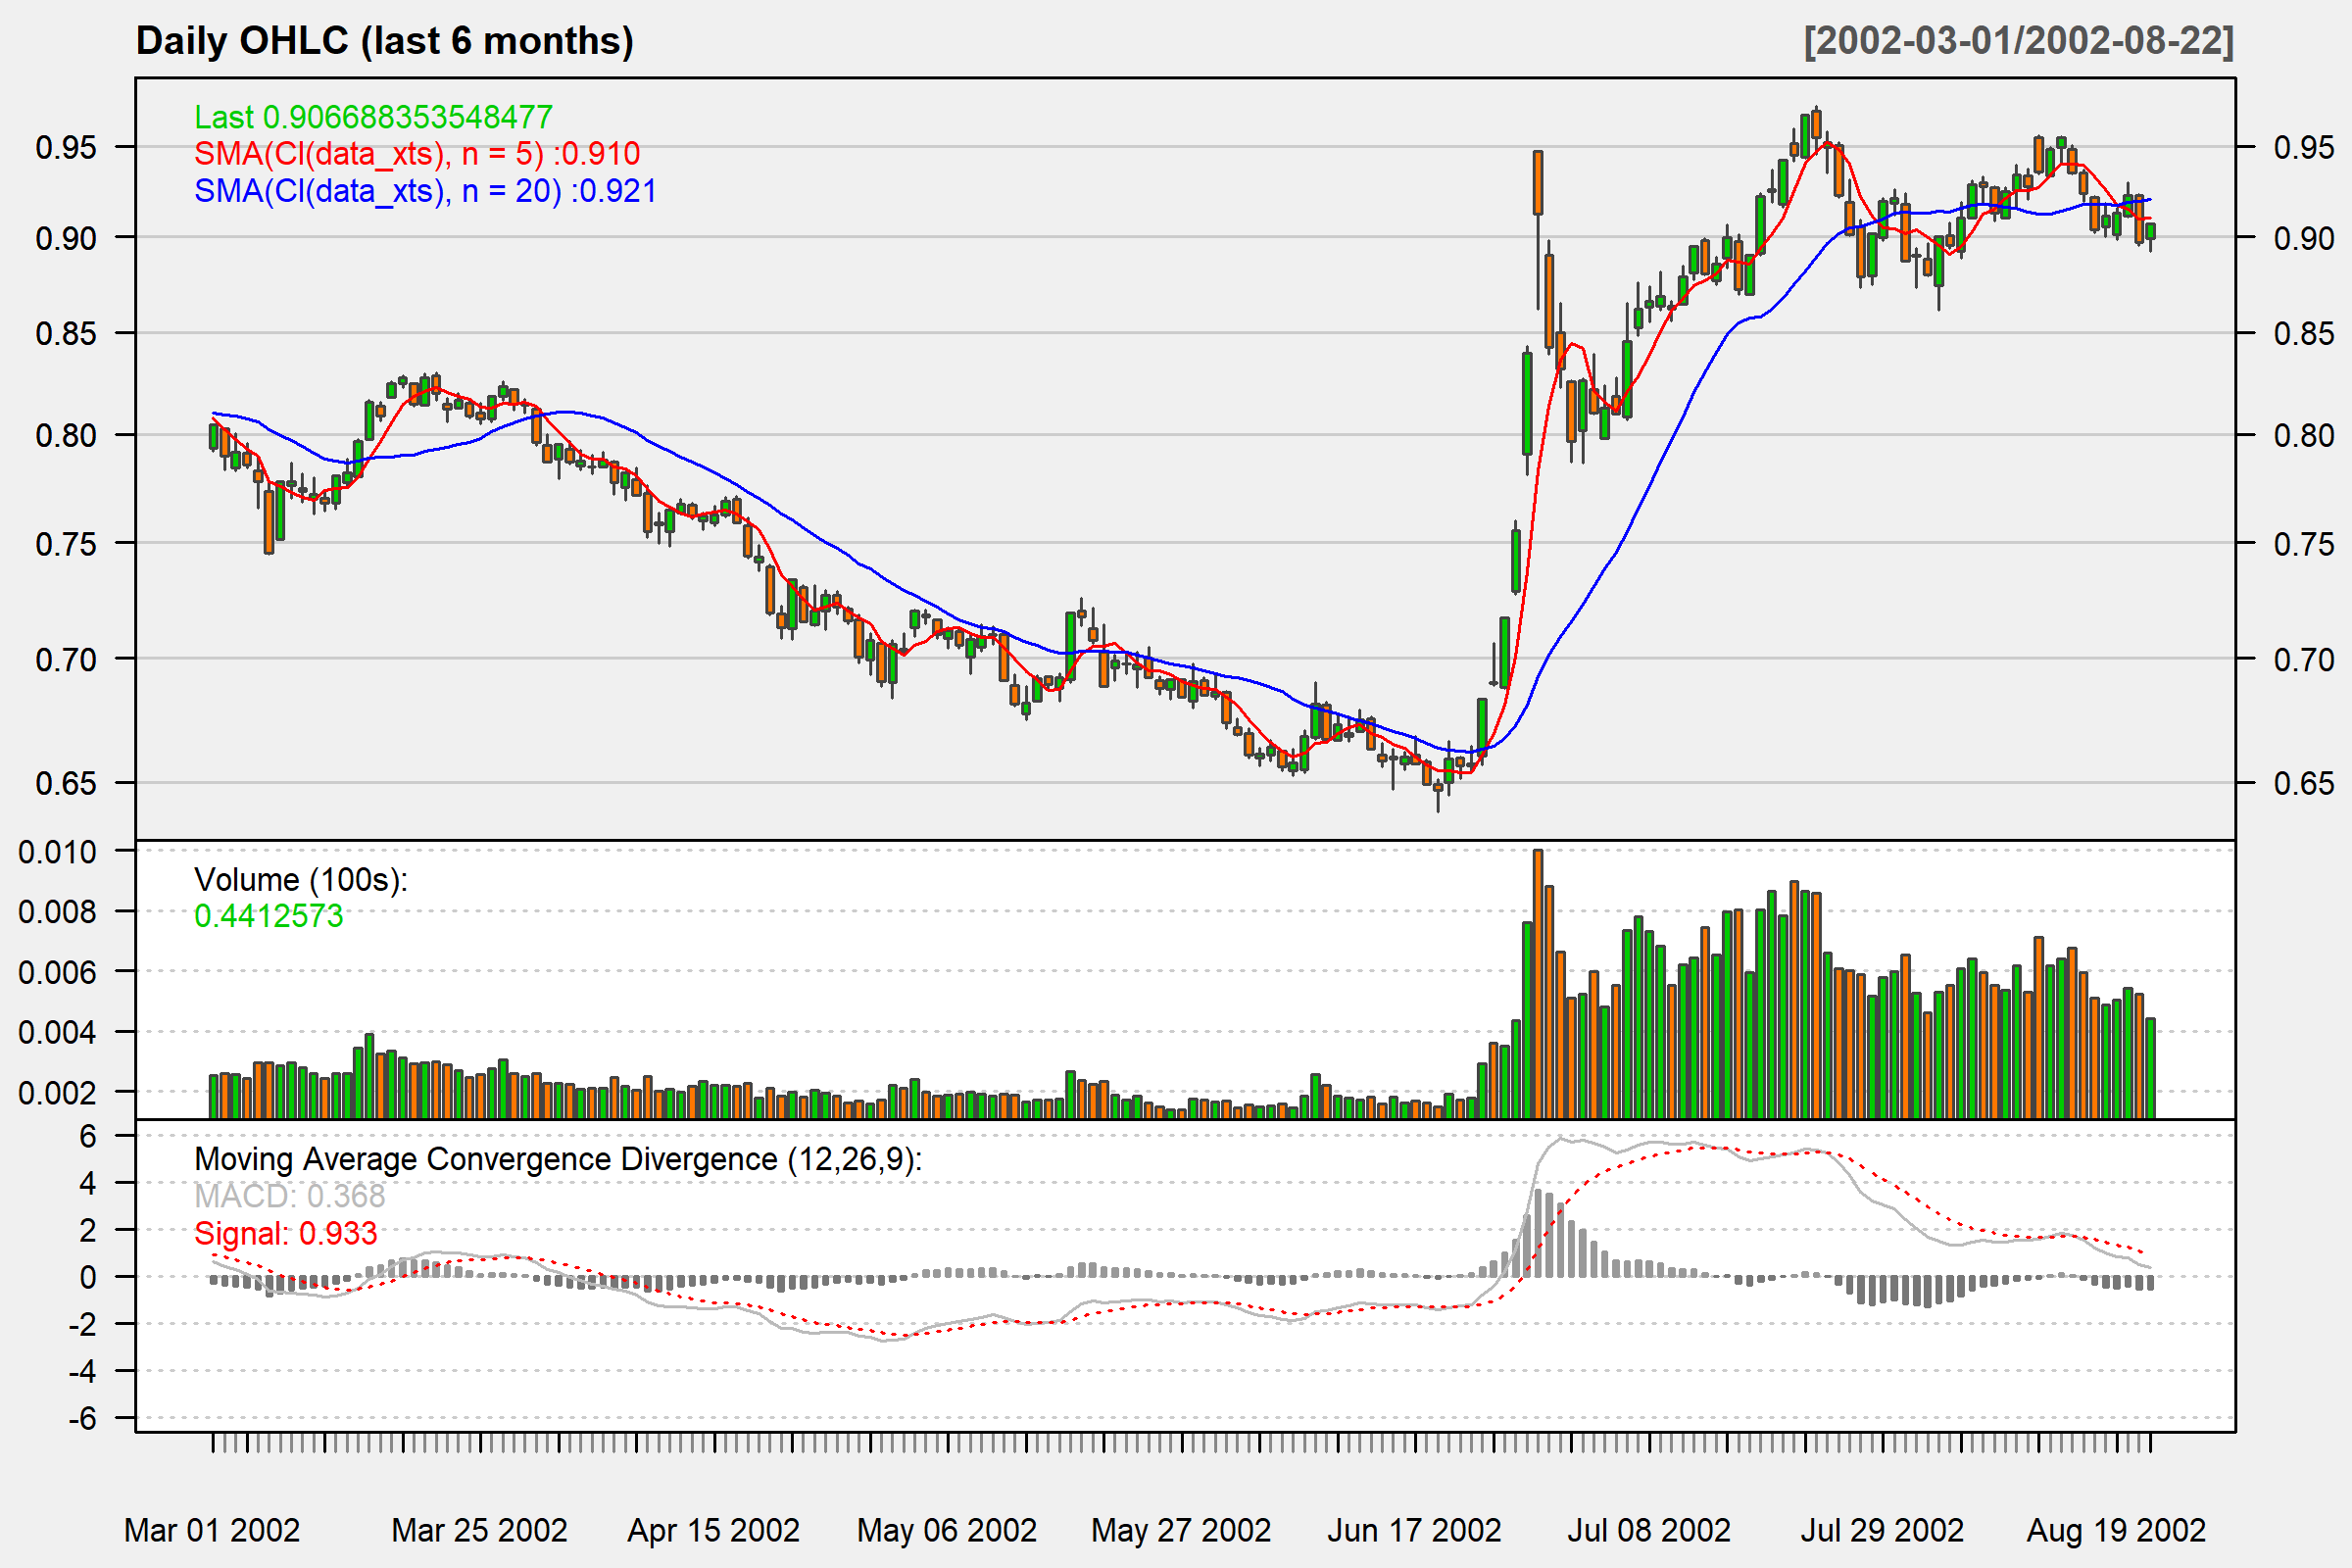 Daily OHLC (last 6 months) [2002-03-01/2002-08-22]
Last 0.906688353548477
SMA(Cl(data_xts), n = 5) :0.910
SMA(Cl(data_xts), n = 20) :0.921
0.95 0.95
0.90 0.90
0.85 0.85
0.80 0.80
0.75 0.75
0.70 0.70
0.65 0.65
Volume (100s):
0.4412573
0.010
0.008
0.006
0.004
0.002
Moving Average Convergence Divergence (12,26,9):
MACD: 0.368
Signal: 0.933
6
4
2
0
-2
-4
-6
Mar 01 2002 Mar 25 2002 Apr 15 2002 May 06 2002 May 27 2002 Jun 17 2002 Jul 08 2002 Jul 29 2002 Aug 19 2002